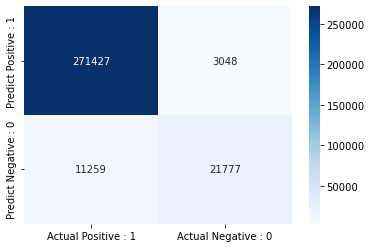 Predict Positive : 1
271427 3048
Predict Negative : 0
11259 21777
Actual Positive : 1 Actual Negative : 0
250000
200000
150000
100000
50000